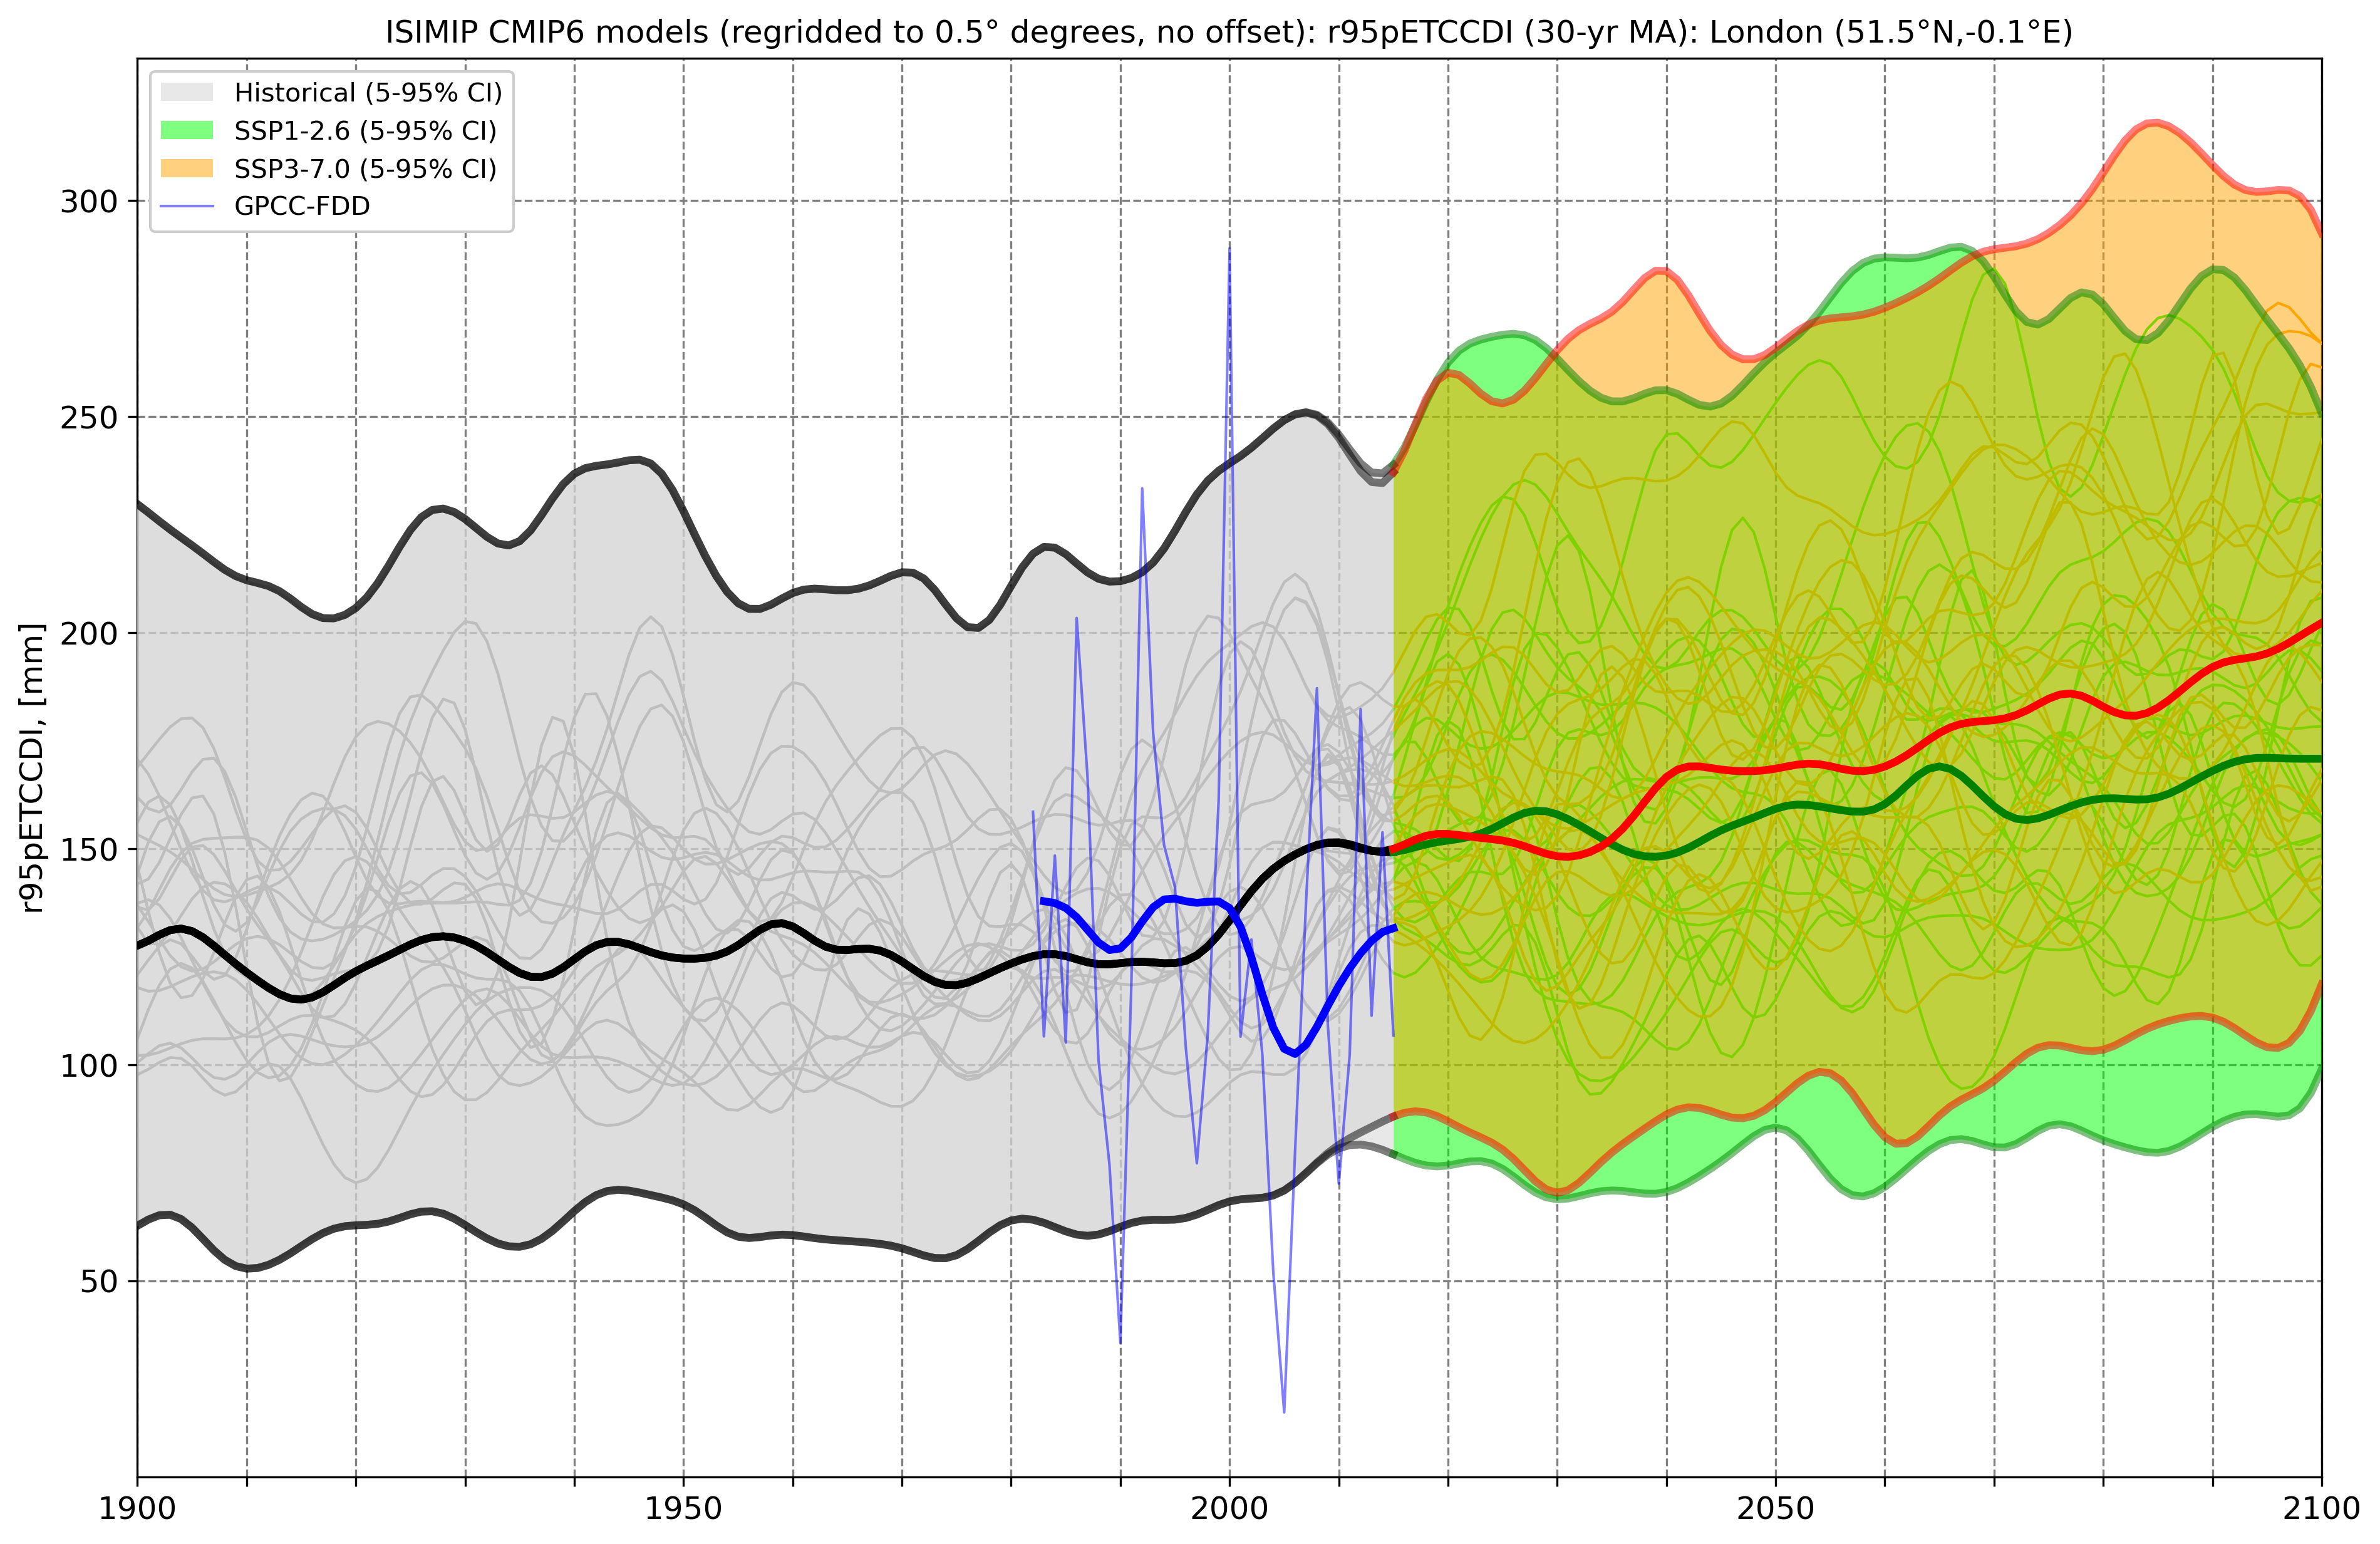 ISIMIP CMIP6 models (regridded to 0.5° degrees, no offset): r95pETCCDI (30-yr MA): London (51.5°N,-0.1°E)
Historical (5-95% CI)
SSP1-2.6 (5-95% CI)
SSP3-7.0 (5-95% CI)
GPCC-FDD
r95pETCCDI, [mm]
300
250
200
150
100
50
1900 1950 2000 2050 2100